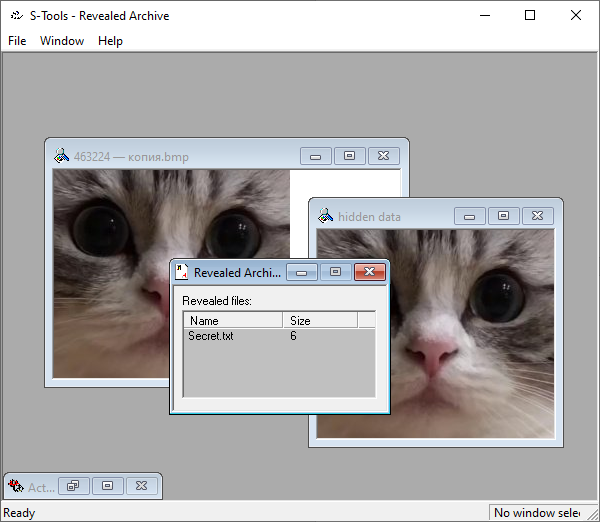 S-Tools - Revealed Archive
File Window Help
463224 — копия.bmp
hidden data
Revealed Archi...
Revealed files:
Name Size
Secret.txt 6
Act...
Ready
No window selec